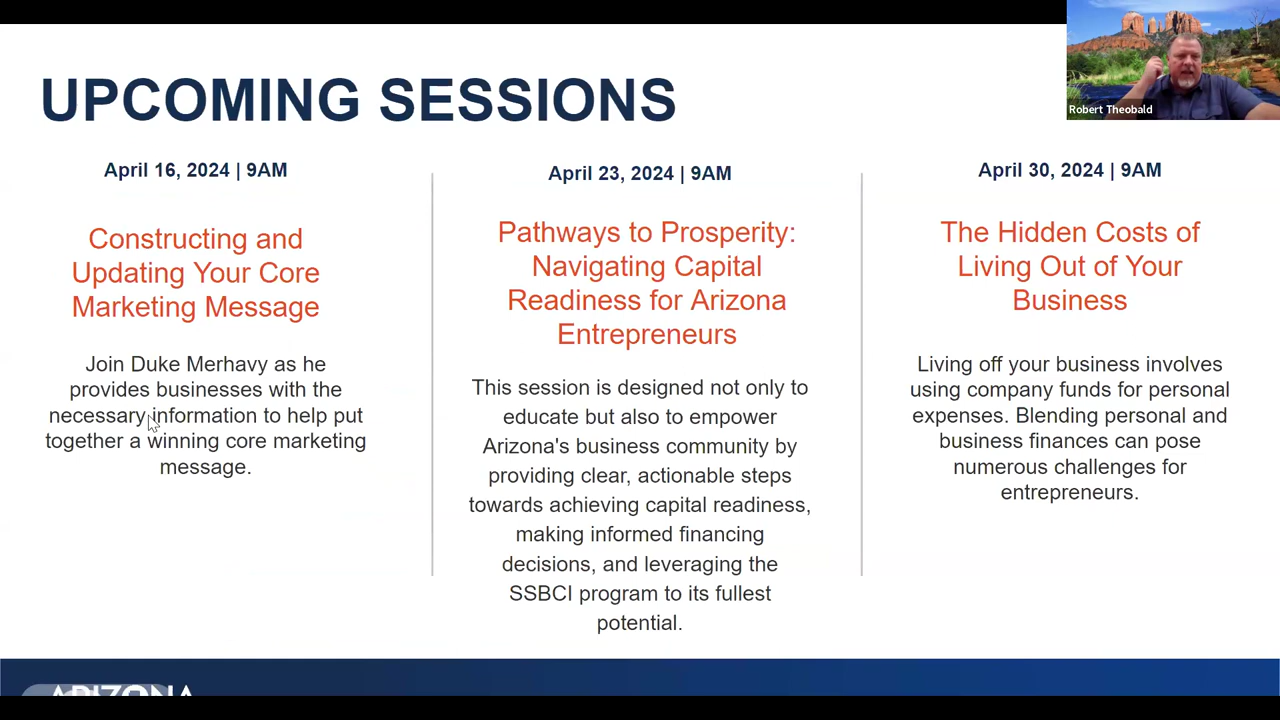 UPCOMING SESSIONS
Robert Theobald
April 16, 2024 | 9AM
Constructing and
Updating Your Core
Marketing Message
Join Duke Merhavy as he
provides businesses with the
necessary information to help put
together a winning core marketing
message.
April 23, 2024 | 9AM
Pathways to Prosperity:
Navigating Capital
Readiness for Arizona
Entrepreneurs
This session is designed not only to
educate but also to empower
Arizona's business community by
providing clear, actionable steps
towards achieving capital readiness,
making informed financing
decisions, and leveraging the
SSBCI program to its fullest
potential.
April 30, 2024 | 9AM
The Hidden Costs of
Living Out of Your
Business
Living off your business involves
using company funds for personal
expenses. Blending personal and
business finances can pose
numerous challenges for
entrepreneurs.
ARIZONA